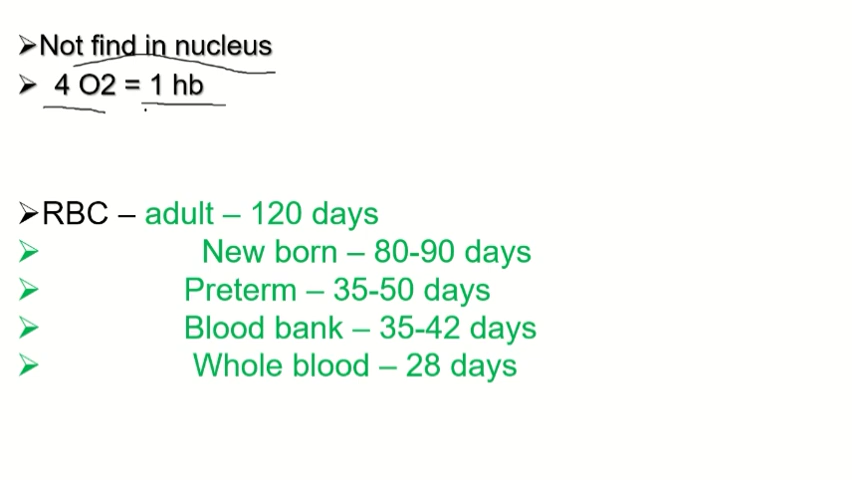 ➢Not find in nucleus
➢ 4 O2 = 1 hb
➢RBC – adult – 120 days
➢ New born – 80-90 days
➢ Preterm – 35-50 days
➢ Blood bank – 35-42 days
➢ Whole blood – 28 days